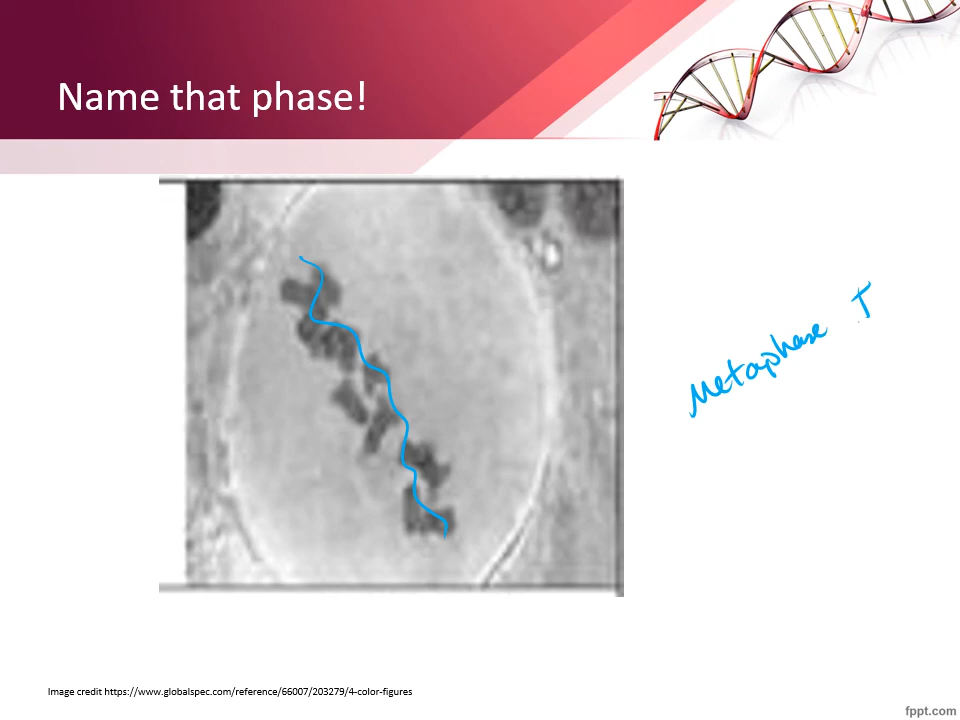 Name that phase!
Metaphase I
Image credit https://www.globalspec.com/reference/66007/203279/4-color-figures
fppt.com